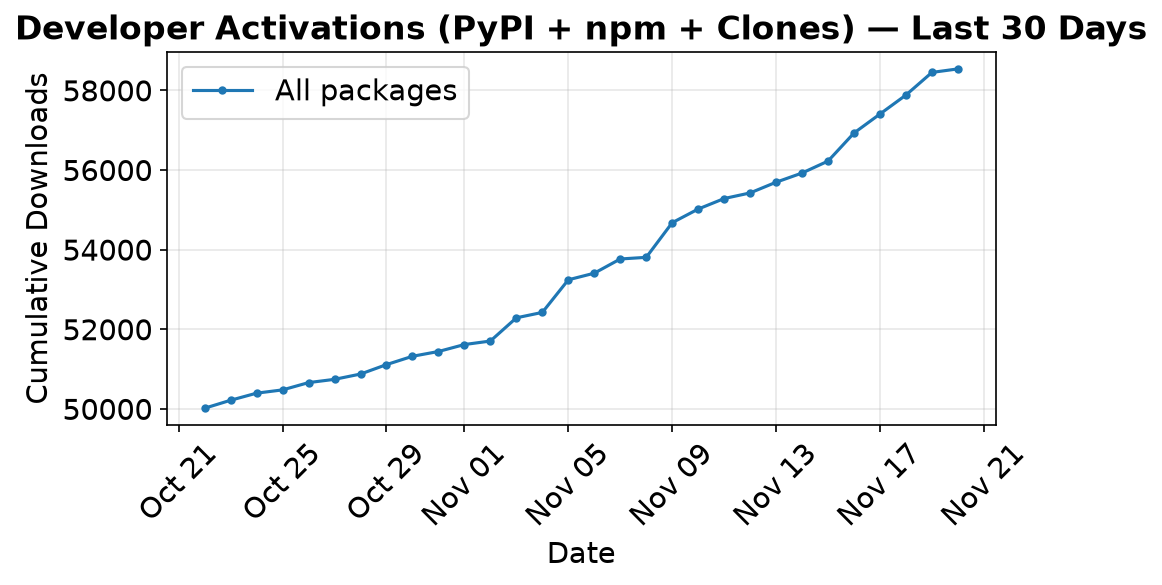 Developer Activations (PyPI + npm + Clones) — Last 30 Days
All packages
Cumulative Downloads
58000
56000
54000
52000
50000
Oct 21
Oct 25
Oct 29
Nov 01
Nov 05
Nov 09
Nov 13
Nov 17
Nov 21
Date